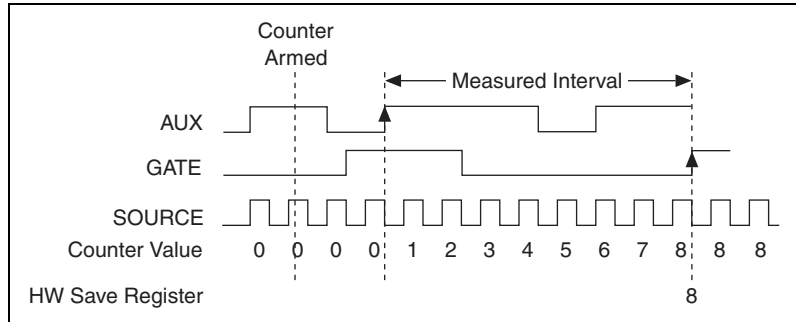 Counter
Armed
Measured Interval
AUX
GATE
SOURCE
Counter Value 0 0 0 0 1 2 3 4 5 6 7 8 8 8
HW Save Register 8